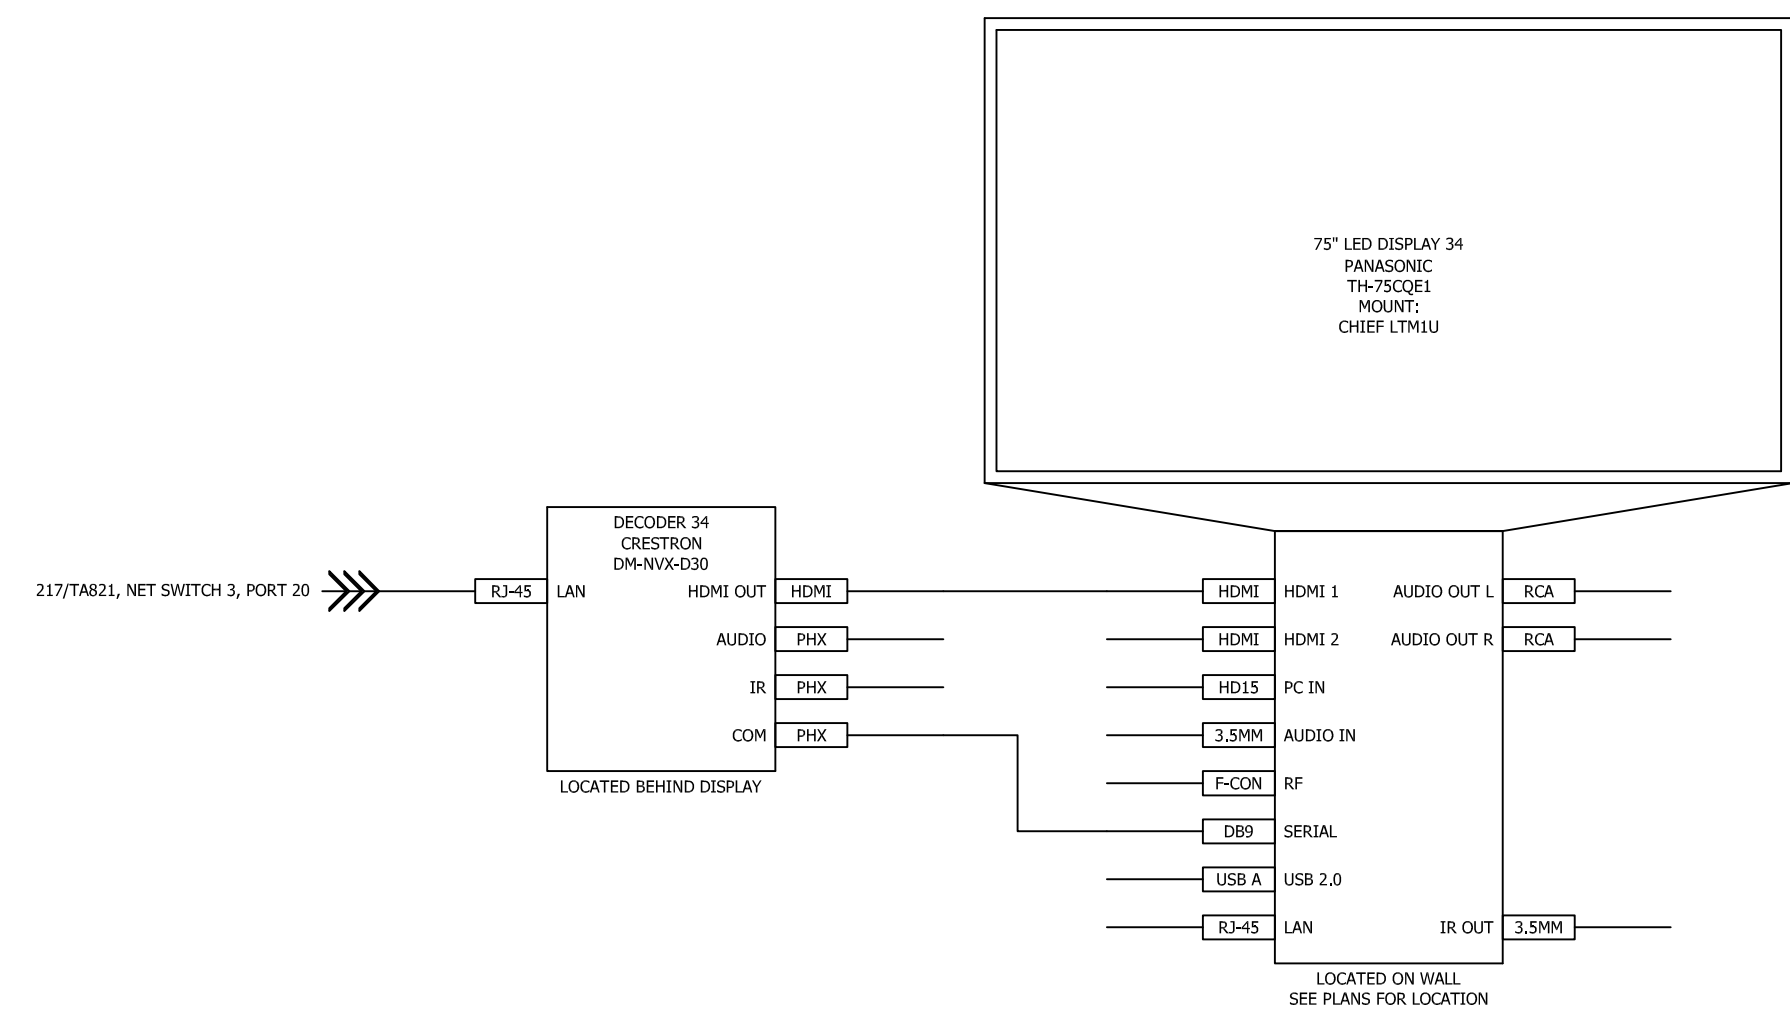 75" LED DISPLAY 34
PANASONIC
TH-75CQE1
MOUNT:
CHIEF LTM1U
DECODER 34
CRESTRON
DM-NVX-D30
217/TA821, NET SWITCH 3, PORT 20
RJ-45 LAN HDMI OUT HDMI
AUDIO PHX
IR PHX
COM PHX
LOCATED BEHIND DISPLAY
HDMI HDMI 1 AUDIO OUT L RCA
HDMI HDMI 2 AUDIO OUT R RCA
HD15 PC IN
3.5MM AUDIO IN
F-CON RF
DB9 SERIAL
USB A USB 2.0
RJ-45 LAN IR OUT 3.5MM
LOCATED ON WALL
SEE PLANS FOR LOCATION